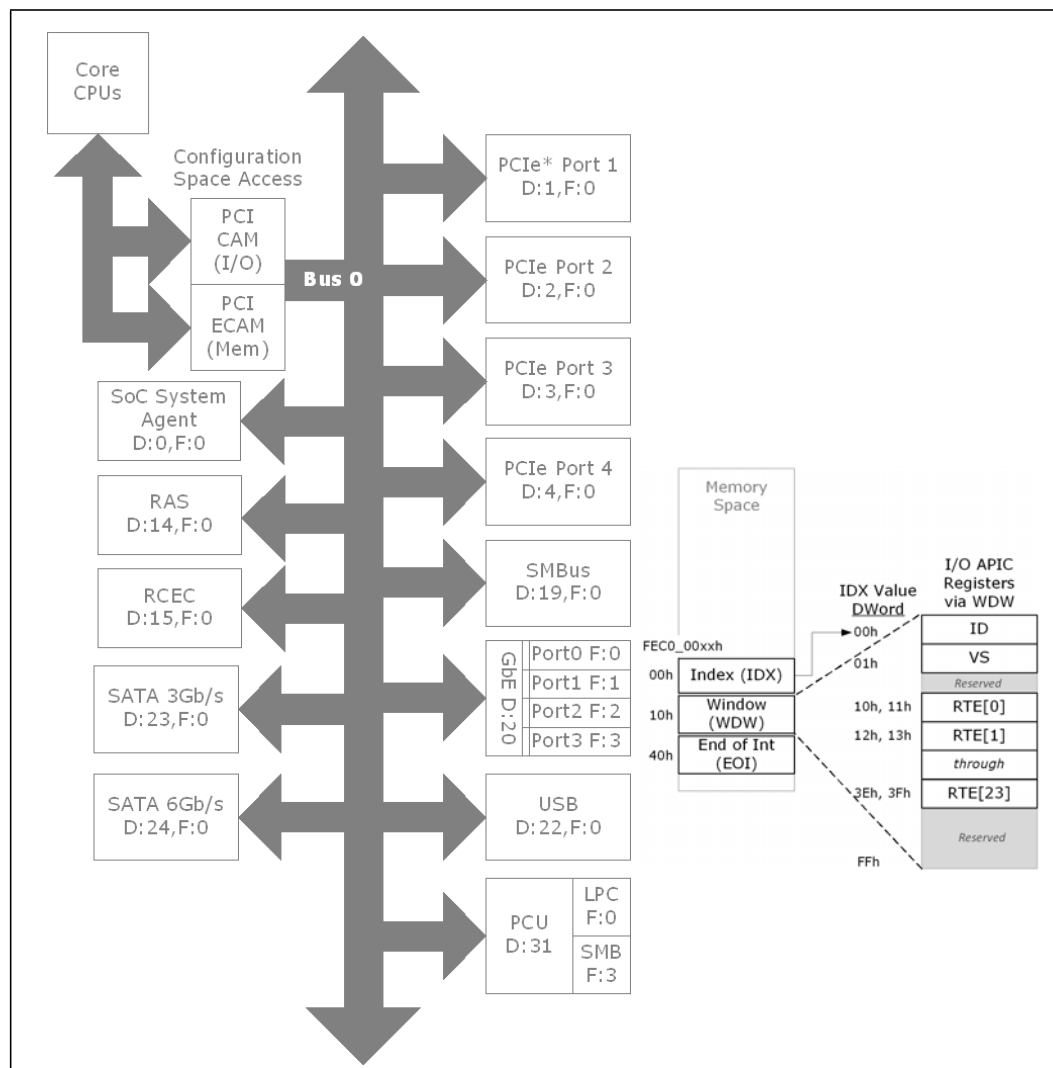 Core
CPUs
Configuration
Space Access
PCI
CAM
(I/O)
PCI
ECAM
(Mem)
Bus 0
SoC System
Agent
D:0,F:0
RAS
D:14,F:0
RCEC
D:15,F:0
SATA 3Gb/s
D:23,F:0
SATA 6Gb/s
D:24,F:0
PCIe* Port 1
D:1,F:0
PCIe Port 2
D:2,F:0
PCIe Port 3
D:3,F:0
PCIe Port 4
D:4,F:0
SMBus
D:19,F:0
GbE D:20
Port0 F:0
Port1 F:1
Port2 F:2
Port3 F:3
USB
D:22,F:0
PCU
D:31
LPC
F:0
SMB
F:3
Memory
Space
FEC0_00xxh
00h
Index (IDX)
10h
Window
(WDW)
40h
End of Int
(EOI)
IDX Value
DWord
I/O APIC
Registers
via WDW
00h
ID
01h
VS
Reserved
10h, 11h
RTE[0]
12h, 13h
RTE[1]
through
3Eh, 3Fh
RTE[23]
Reserved
FFh